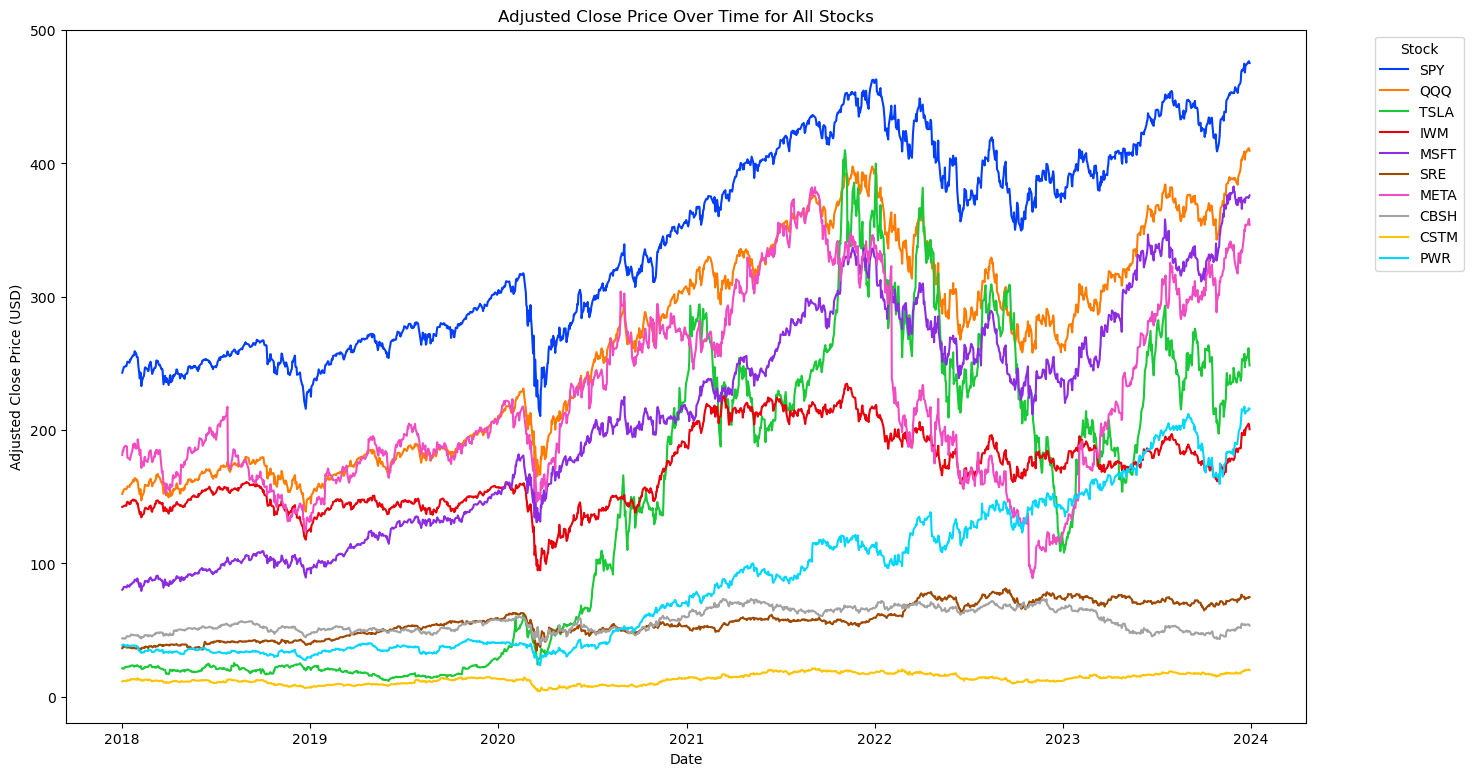 Adjusted Close Price Over Time for All Stocks
Adjusted Close Price (USD)
500
400
300
200
100
0
2018
2019
2020
2021
2022
2023
2024
Date
Stock
SPY
QQQ
TSLA
IWM
MSFT
SRE
META
CBSH
CSTM
PWR